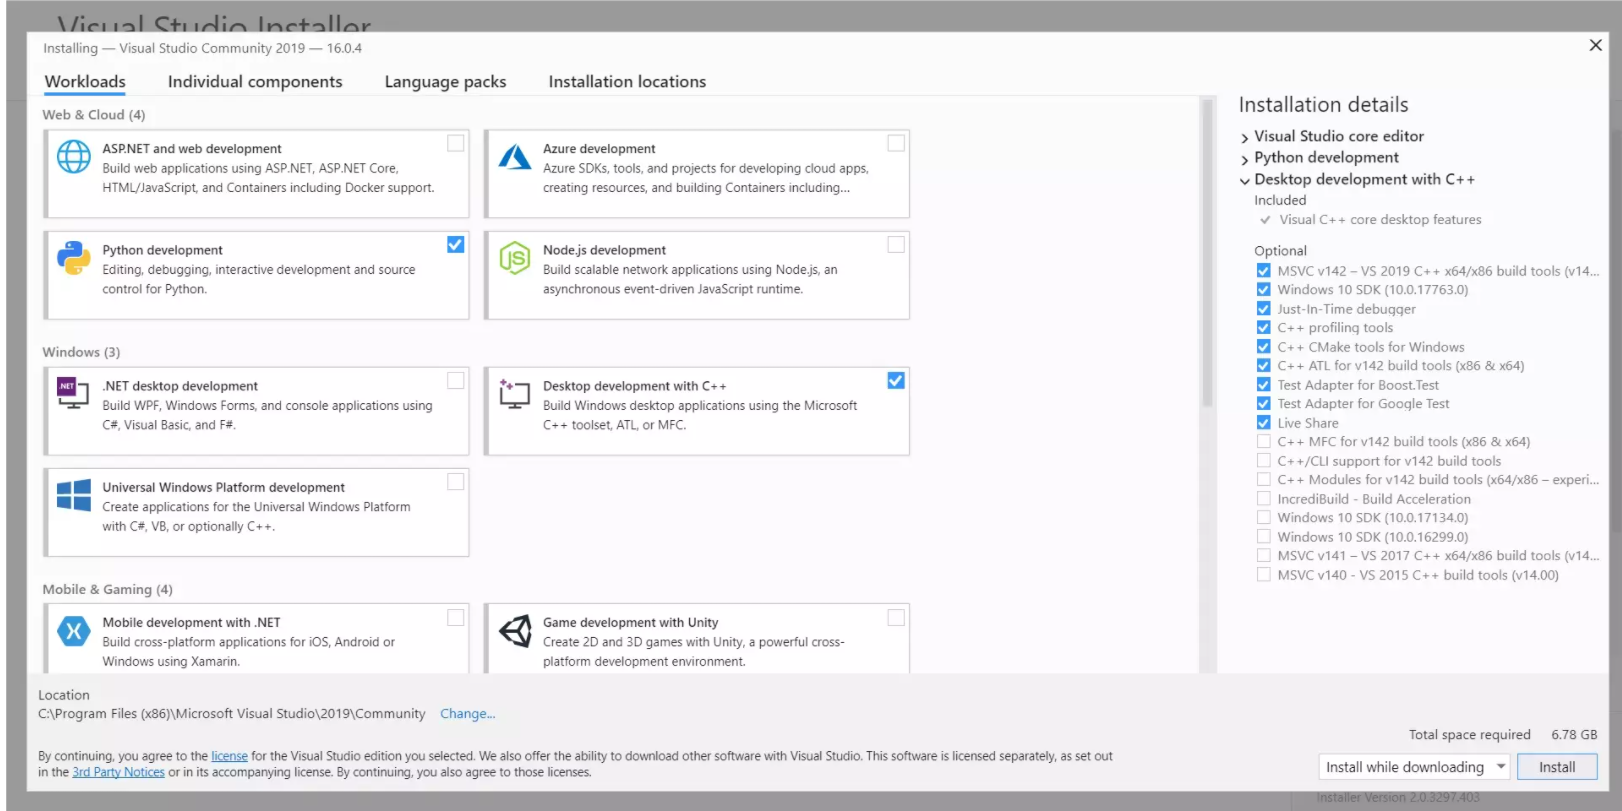 Visual Studio Installer
Installing — Visual Studio Community 2019 — 16.0.4
Workloads
Individual components
Language packs
Installation locations
Web & Cloud (4)
ASP.NET and web development
Build web applications using ASP.NET, ASP.NET Core,
HTML/JavaScript, and Containers including Docker support.
Azure development
Azure SDKs, tools, and projects for developing cloud apps,
creating resources, and building Containers including...
Python development
Editing, debugging, interactive development and source
control for Python.
Node.js development
Build scalable network applications using Node.js, an
asynchronous event-driven JavaScript runtime.
Windows (3)
.NET
.NET desktop development
Build WPF, Windows Forms, and console applications using
C#, Visual Basic, and F#.
Desktop development with C++
Build Windows desktop applications using the Microsoft
C++ toolset, ATL, or MFC.
Universal Windows Platform development
Create applications for the Universal Windows Platform
with C#, VB, or optionally C++.
Mobile & Gaming (4)
Mobile development with .NET
Build cross-platform applications for iOS, Android or
Windows using Xamarin.
Game development with Unity
Create 2D and 3D games with Unity, a powerful cross-
platform development environment.
Installation details
Visual Studio core editor
Python development
Desktop development with C++
Included
Visual C++ core desktop features
Optional
MSVC v142 – VS 2019 C++ x64/x86 build tools (v14...
Windows 10 SDK (10.0.17763.0)
Just-In-Time debugger
C++ profiling tools
C++ CMake tools for Windows
C++ ATL for v142 build tools (x86 & x64)
Test Adapter for Boost.Test
Test Adapter for Google Test
Live Share
C++ MFC for v142 build tools (x86 & x64)
C++/CLI support for v142 build tools
C++ Modules for v142 build tools (x64/x86 – experi...
IncrediBuild - Build Acceleration
Windows 10 SDK (10.0.17134.0)
Windows 10 SDK (10.0.16299.0)
MSVC v141 – VS 2017 C++ x64/x86 build tools (v14...
MSVC v140 - VS 2015 C++ build tools (v14.00)
Location
C:\Program Files (x86)\Microsoft Visual Studio\2019\Community Change...
By continuing, you agree to the license for the Visual Studio edition you selected. We also offer the ability to download other software with Visual Studio. This software is licensed separately, as set out
in the 3rd Party Notices or in its accompanying license. By continuing, you also agree to those licenses.
Total space required 6.78 GB
Install while downloading
Install
Installer Version 2.0.3297.403